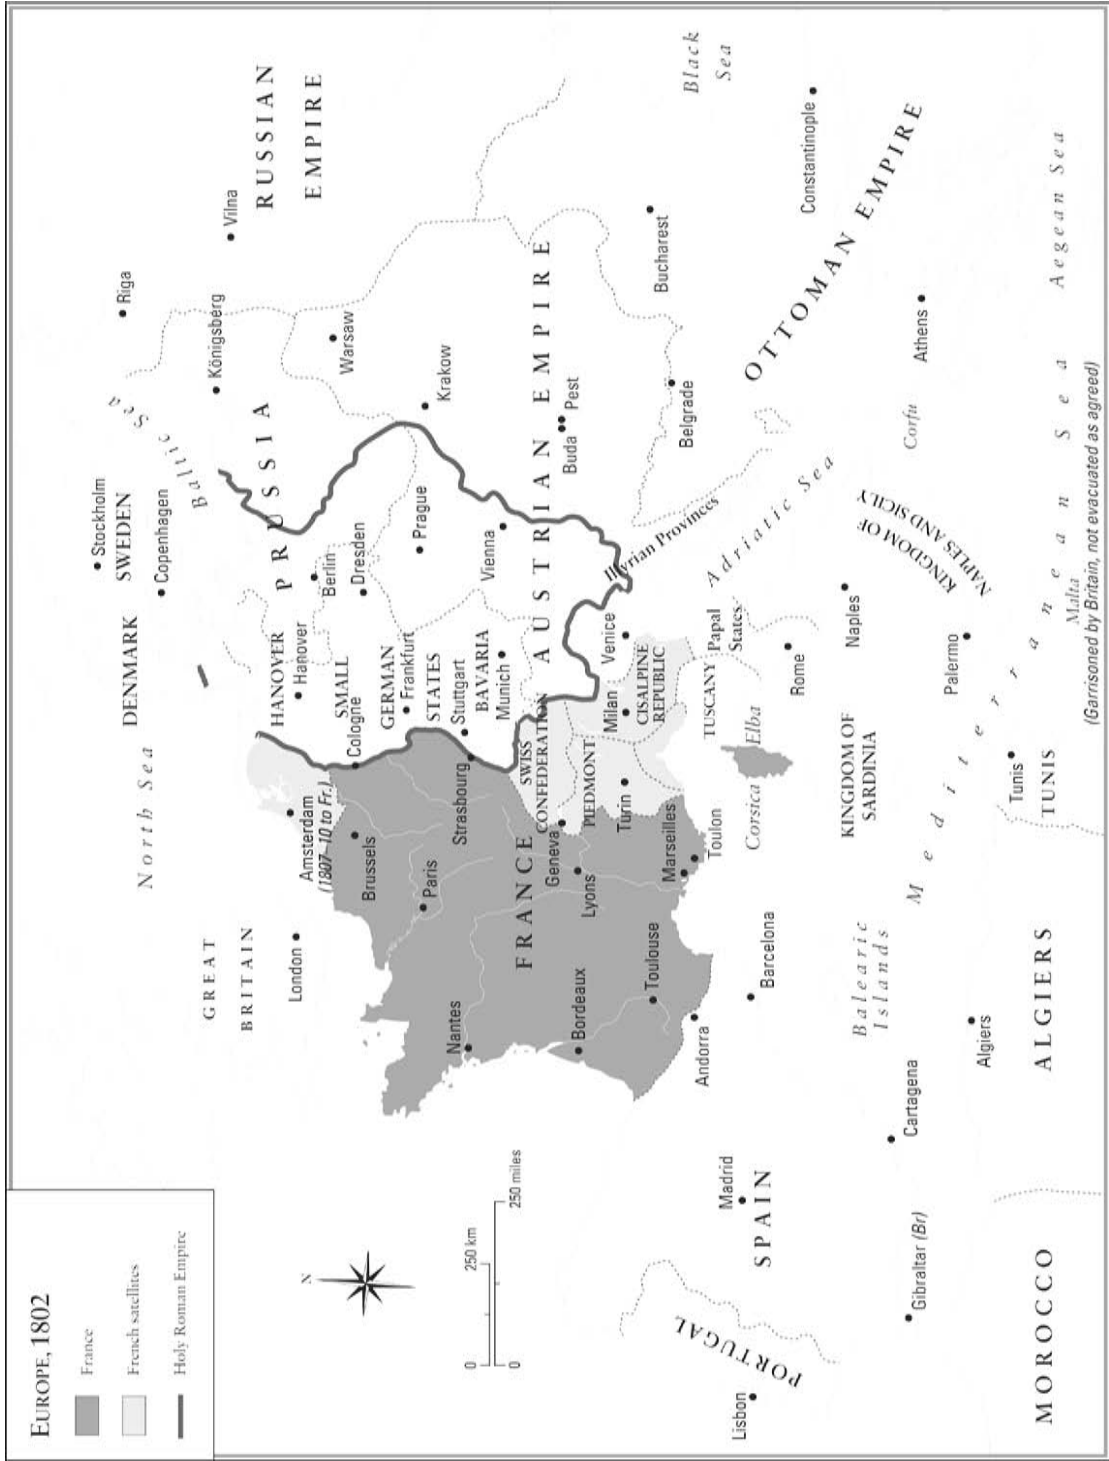 EUROPE, 1802
France
French satellites
Holy Roman Empire
N
0
250 km
0
250 miles
North Sea
GREAT
BRITAIN
London
DENMARK
SWEDEN
Stockholm
Copenhagen
Baltic Sea
Riga
Königsberg
Vilna
RUSSIAN
EMPIRE
PRUSSIA
Warsaw
Krakow
HANOVER
Hanover
Berlin
Dresden
Prague
SMALL
GERMAN
STATES
Cologne
Frankfurt
Stuttgart
BAVARIA
Munich
Vienna
AUSTRIAN EMPIRE
Buda
Pest
Amsterdam
(1807–10 to Fr.)
Brussels
Paris
Strasbourg
FRANCE
Nantes
Bordeaux
Toulouse
Lyons
Geneva
Marseilles
Toulon
SWISS
CONFEDERATION
PIEDMONT
Turin
Milan
CISALPINE
REPUBLIC
Venice
TUSCANY
Papal
States
Rome
Elba
Corsica
Illyrian Provinces
Adriatic Sea
Belgrade
Bucharest
Black
Sea
Constantinople
OTTOMAN EMPIRE
Athens
Corfu
Aegean Sea
Naples
KINGDOM OF
NAPLES AND SICILY
Palermo
KINGDOM OF
SARDINIA
Malta
(Garrisoned by Britain, not evacuated as agreed)
Mediterranean Sea
Tunis
TUNIS
Andorra
Barcelona
Balearic
Islands
Madrid
SPAIN
Cartagena
Gibraltar (Br)
PORTUGAL
Lisbon
Algiers
ALGIERS
MOROCCO